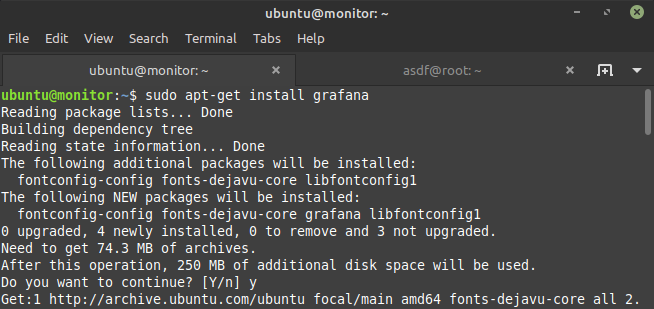 ubuntu@monitor: ~
File Edit View Search Terminal Tabs Help
ubuntu@monitor: ~ asdf@root: ~
ubuntu@monitor:~$ sudo apt-get install grafana
Reading package lists... Done
Building dependency tree
Reading state information... Done
The following additional packages will be installed:
  fontconfig-config fonts-dejavu-core libfontconfig1
The following NEW packages will be installed:
  fontconfig-config fonts-dejavu-core grafana libfontconfig1
0 upgraded, 4 newly installed, 0 to remove and 3 not upgraded.
Need to get 74.3 MB of archives.
After this operation, 250 MB of additional disk space will be used.
Do you want to continue? [Y/n] y
Get:1 http://archive.ubuntu.com/ubuntu focal/main amd64 fonts-dejavu-core all 2.